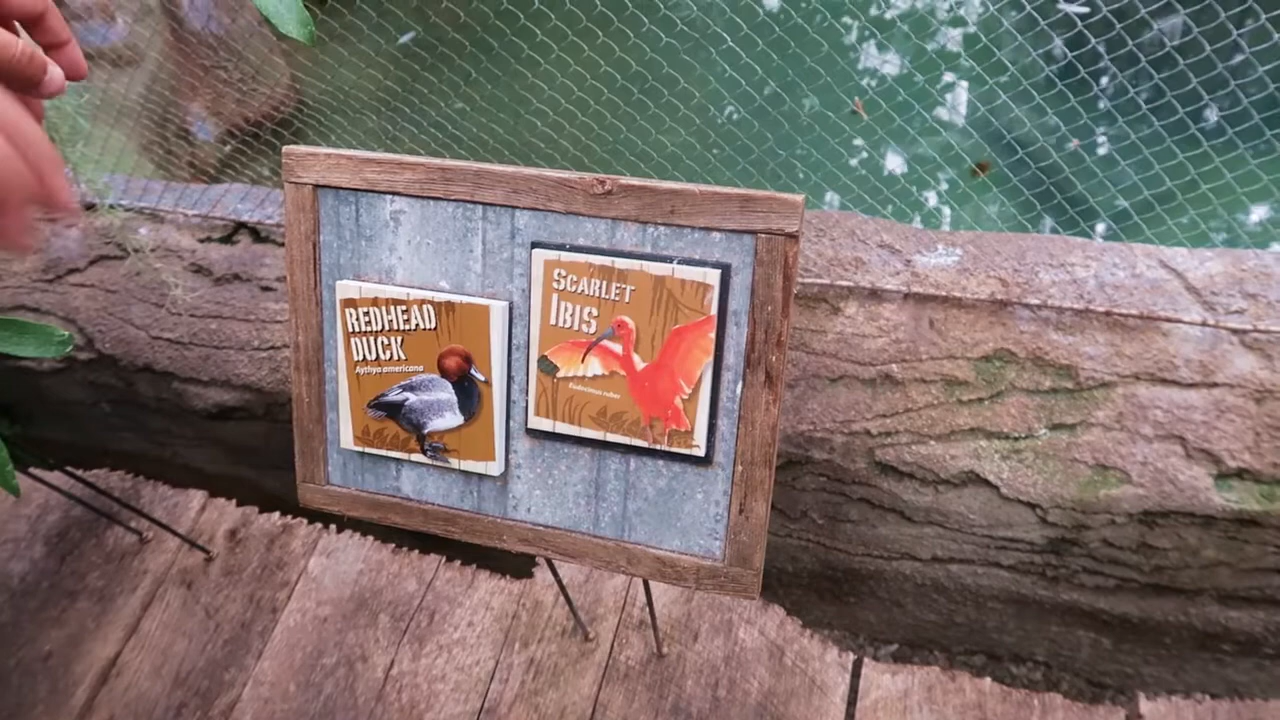 REDHEAD
DUCK
Aythya americana
SCARLET
IBIS
Eudocimus ruber